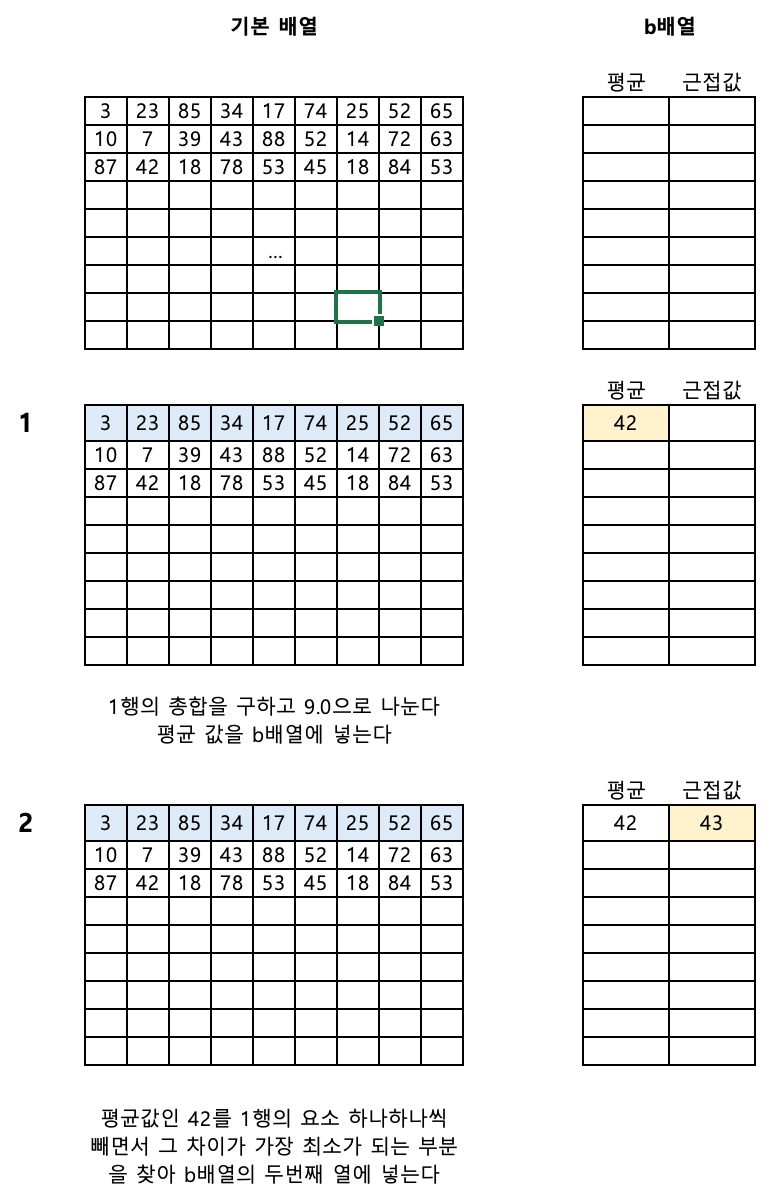 기본 배열 b배열
평균 근접값
3 23 85 34 17 74 25 52 65
10 7 39 43 88 52 14 72 63
87 42 18 78 53 45 18 84 53
...
평균 근접값
1 3 23 85 34 17 74 25 52 65 42
10 7 39 43 88 52 14 72 63
87 42 18 78 53 45 18 84 53
1행의 총합을 구하고 9.0으로 나눈다
평균 값을 b배열에 넣는다
평균 근접값
2 3 23 85 34 17 74 25 52 65 42 43
10 7 39 43 88 52 14 72 63
87 42 18 78 53 45 18 84 53
평균값인 42를 1행의 요소 하나하나씩
빼면서 그 차이가 가장 최소가 되는 부분
을 찾아 b배열의 두번째 열에 넣는다